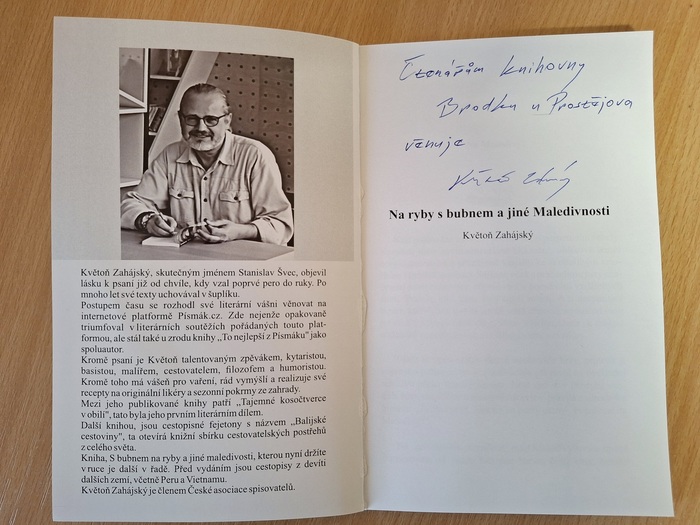 Květoň Zahájský, skutečným jménem Stanislav Švec, objevil
lásku k psaní již od chvíle, kdy vzal poprvé pero do ruky. Po
mnoho let své texty uchovával v šuplíku.
Postupem času se rozhodl své literární vášni věnovat na
internetové platformě Písmák.cz. Zde nejenže opakovaně
triumfoval v literárních soutěžích pořádaných touto plat-
formou, ale stál také u zrodu knihy ,,To nejlepší z Písmáku" jako
spoluautor.
Kromě psaní je Květoň talentovaným zpěvákem, kytaristou,
basistou, malířem, cestovatelem, filozofem a humoristou.
Kromě toho má vášeň pro vaření, rád vymýšlí a realizuje své
recepty na originální likéry a sezonní pokrmy ze zahrady.
Mezi jeho publikované knihy patří ,,Tajemné kosočtverce
v obilí", tato byla jeho prvním literárním dílem.
Další knihou, jsou cestopisné fejetony s názvem ,,Balijské
cestoviny", ta otevírá knižní sbírku cestovatelských postřehů
z celého světa.
Kniha, S bubnem na ryby a jiné maledivnosti, kterou nyní držíte
v ruce je další v řadě. Před vydáním jsou cestopisy z devíti
dalších zemí, včetně Peru a Vietnamu.
Květoň Zahájský je členem České asociace spisovatelů.
Čtenářům knihovny
Brodku u Prostějova
věnuje
Na ryby s bubnem a jiné Maledivnosti
Květoň Zahájský